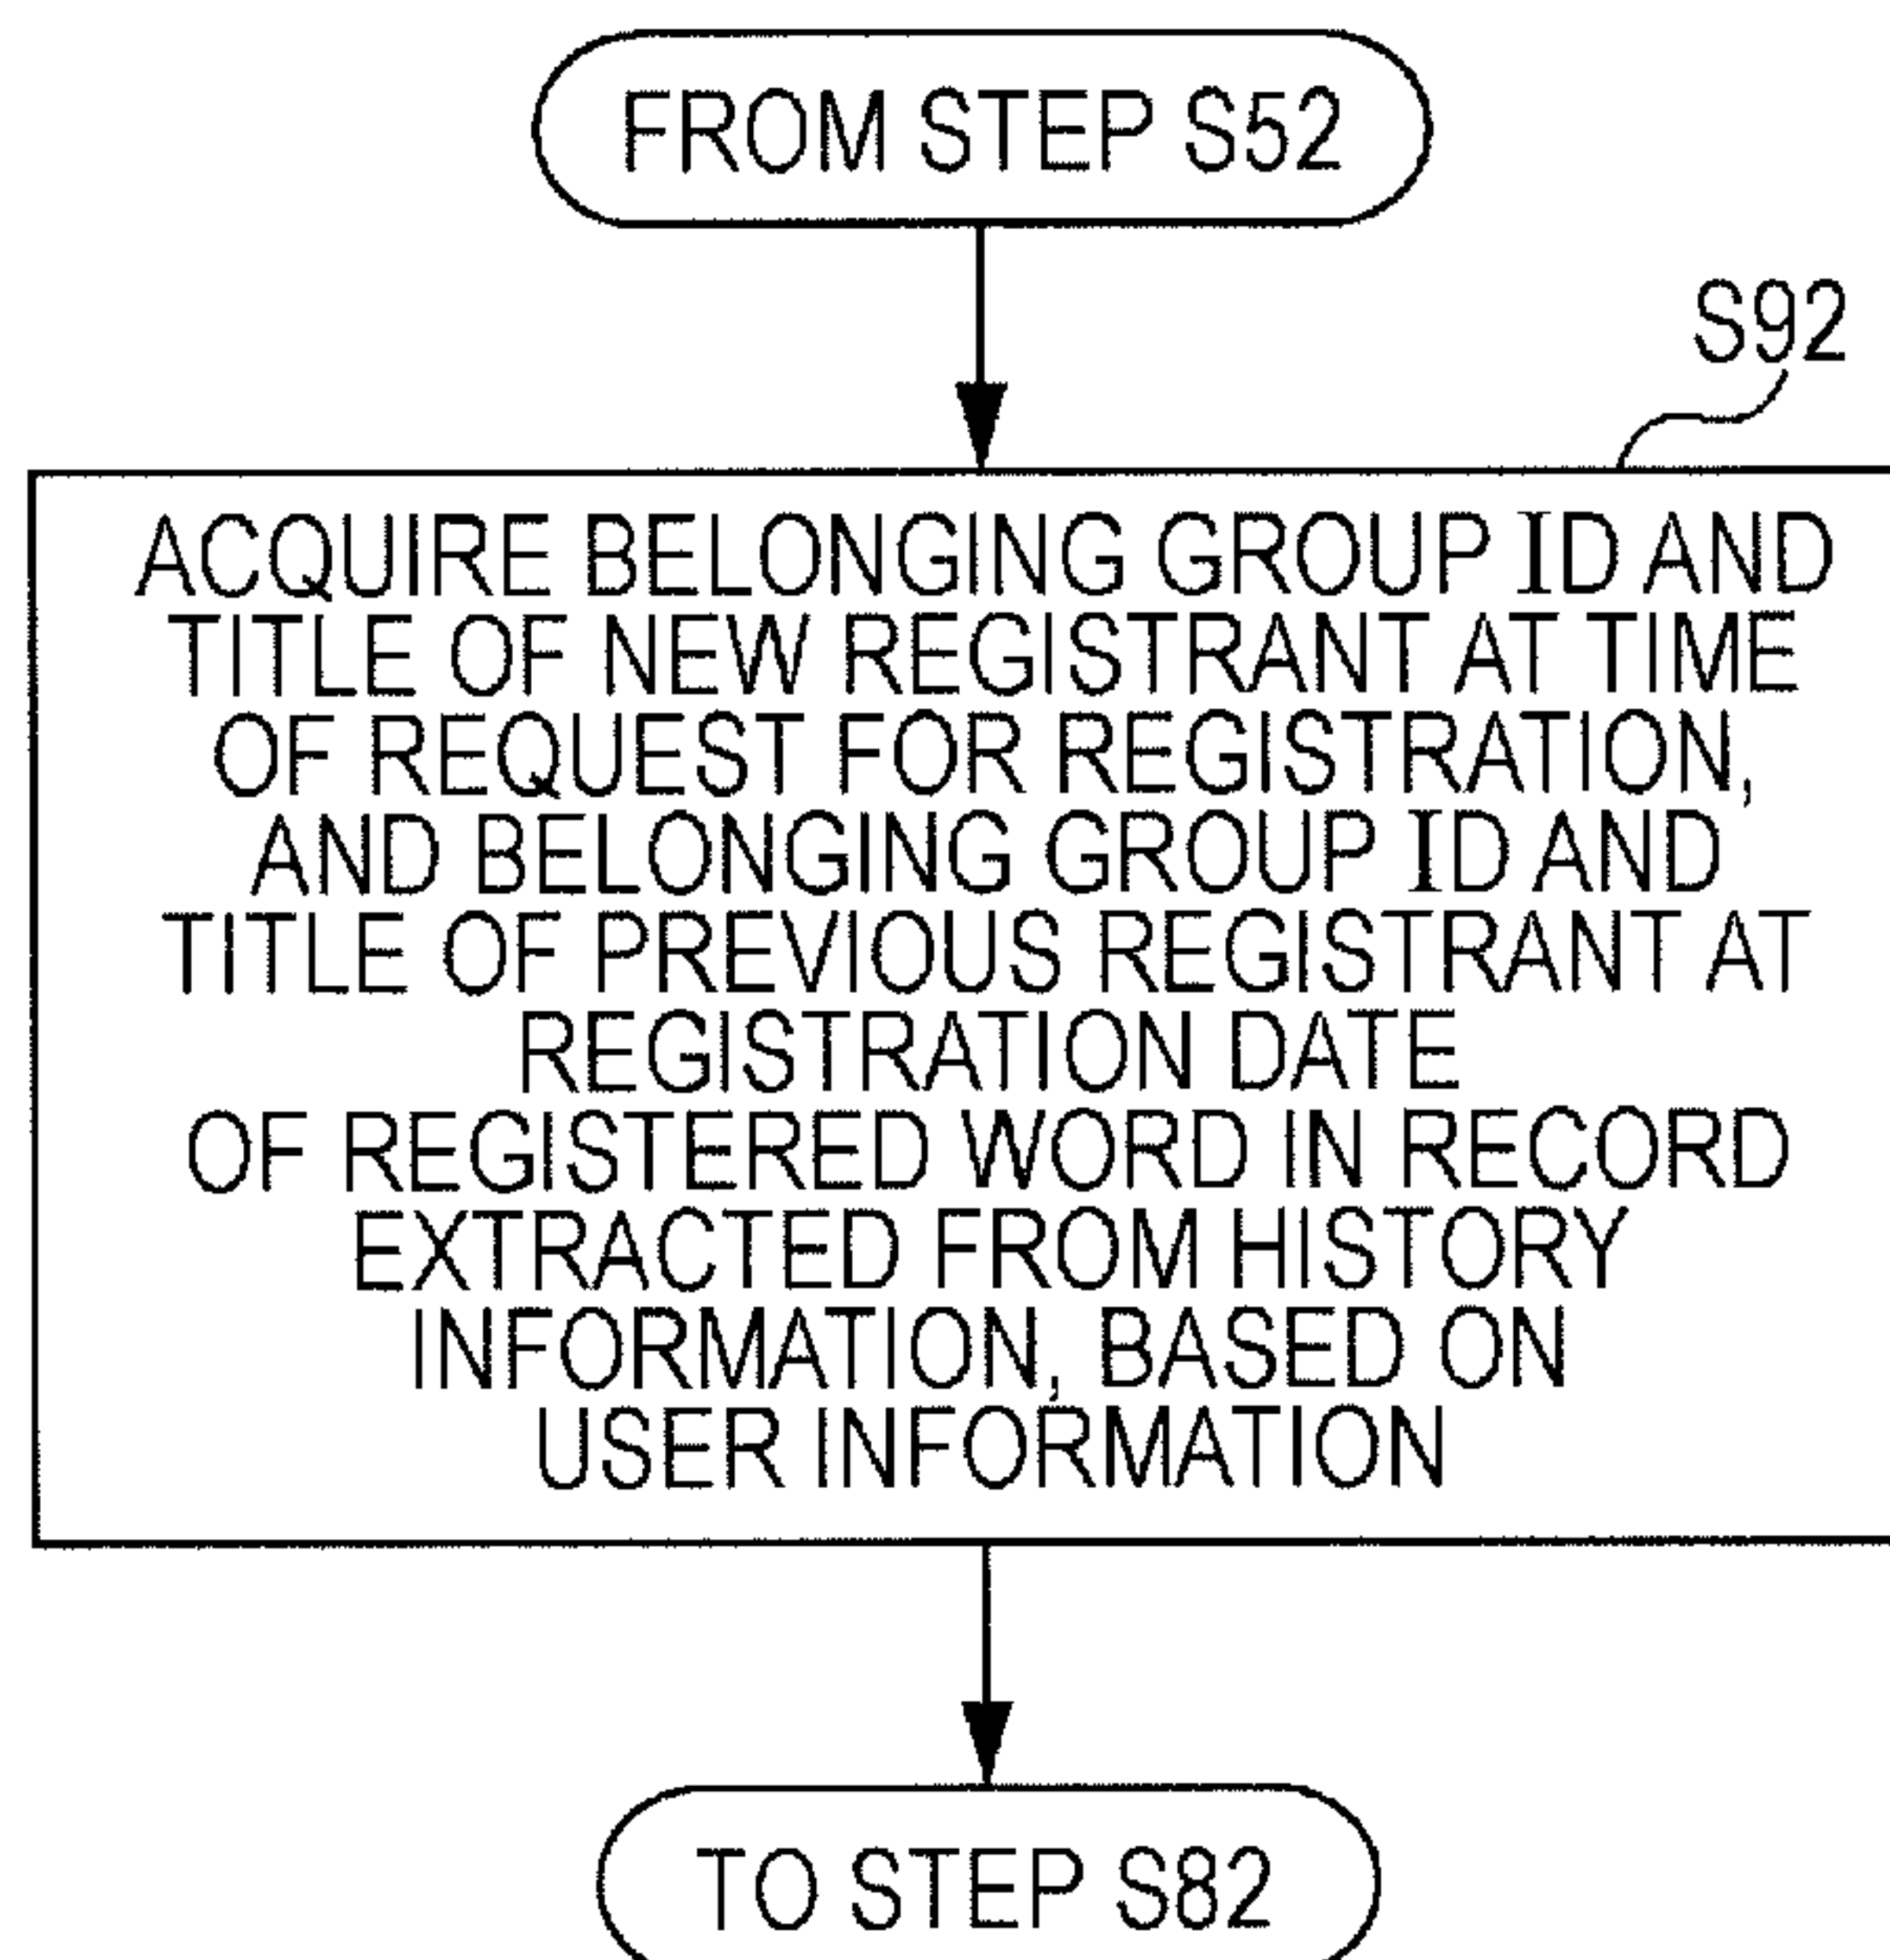 FROM STEP S52
S92
ACQUIRE BELONGING GROUP ID AND
TITLE OF NEW REGISTRANT AT TIME
OF REQUEST FOR REGISTRATION,
AND BELONGING GROUP ID AND
TITLE OF PREVIOUS REGISTRANT AT
REGISTRATION DATE
OF REGISTERED WORD IN RECORD
EXTRACTED FROM HISTORY
INFORMATION, BASED ON
USER INFORMATION
TO STEP S82